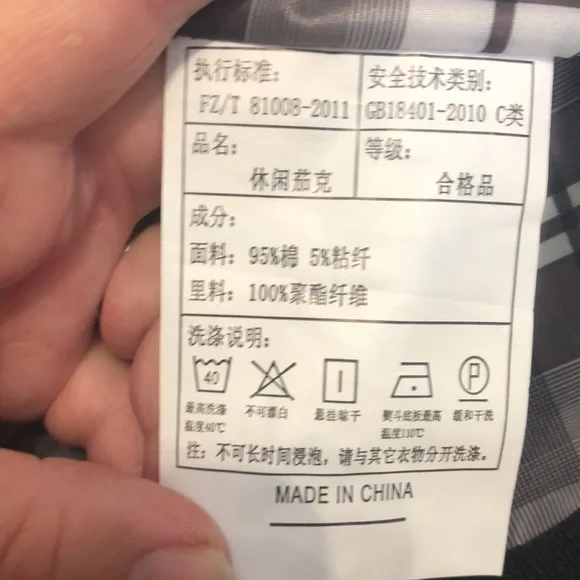 执行标准:
FZ/T 81008-2011
安全技术类别:
GB18401-2010 C类
品名:
休闲茄克
等级:
合格品
成分:
面料: 95%棉 5%粘纤
里料: 100%聚酯纤维
洗涤说明:
40
P
最高洗涤
温度40℃
不可漂白
悬挂晾干
熨斗底板最高
温度110℃
缓和干洗
注: 不可长时间浸泡, 请与其它衣物分开洗涤。
MADE IN CHINA